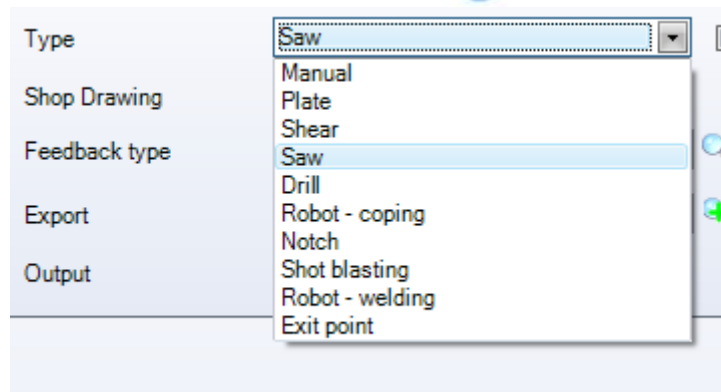 Type
Saw
Manual
Plate
Shop Drawing
Shear
Feedback type
Saw
Drill
Export
Robot - coping
Notch
Output
Shot blasting
Robot - welding
Exit point